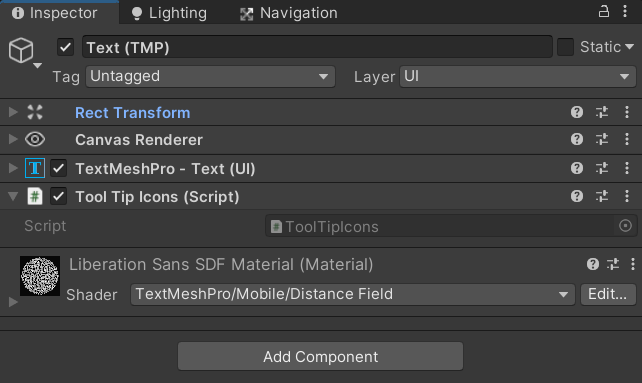 Inspector Lighting Navigation
Text (TMP) Static
Tag Untagged Layer UI
Rect Transform
Canvas Renderer
TextMeshPro - Text (UI)
Tool Tip Icons (Script)
Script ToolTipIcons
Liberation Sans SDF Material (Material)
Shader TextMeshPro/Mobile/Distance Field Edit...
Add Component